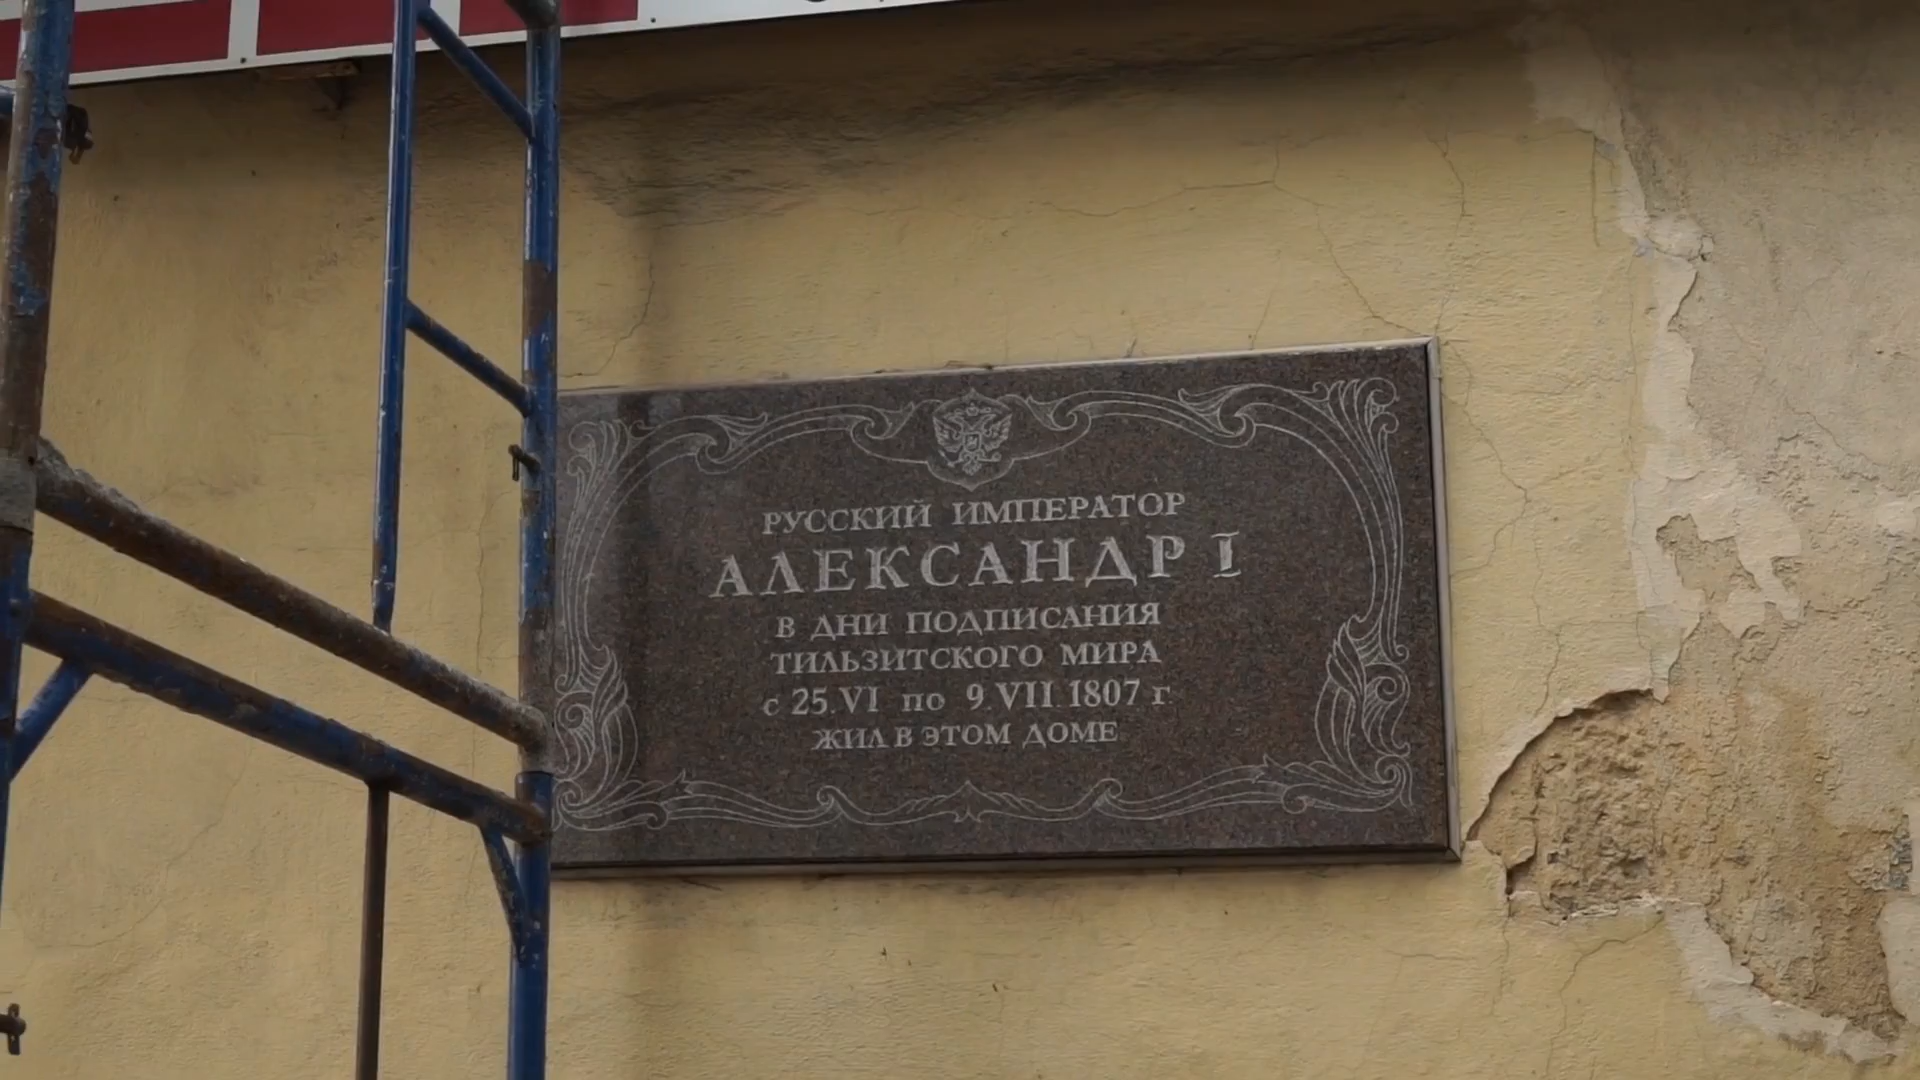 РУССКИЙ ИМПЕРАТОР
АЛЕКСАНДР I
В ДНИ ПОДПИСАНИЯ
ТИЛЬЗИТСКОГО МИРА
с 25.VI по 9.VII.1807 г.
ЖИЛ В ЭТОМ ДОМЕ